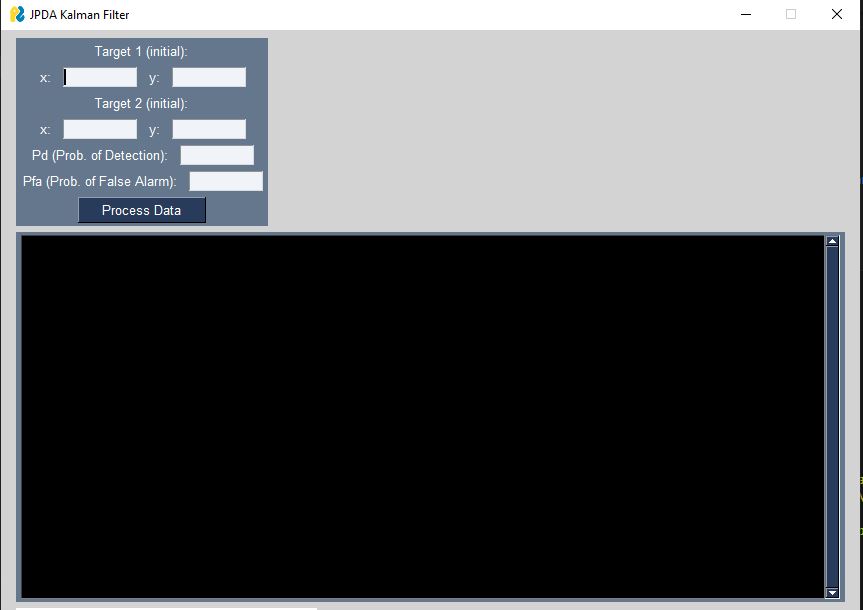 JPDA Kalman Filter
Target 1 (initial):
x: y:
Target 2 (initial):
x: y:
Pd (Prob. of Detection):
Pfa (Prob. of False Alarm):
Process Data